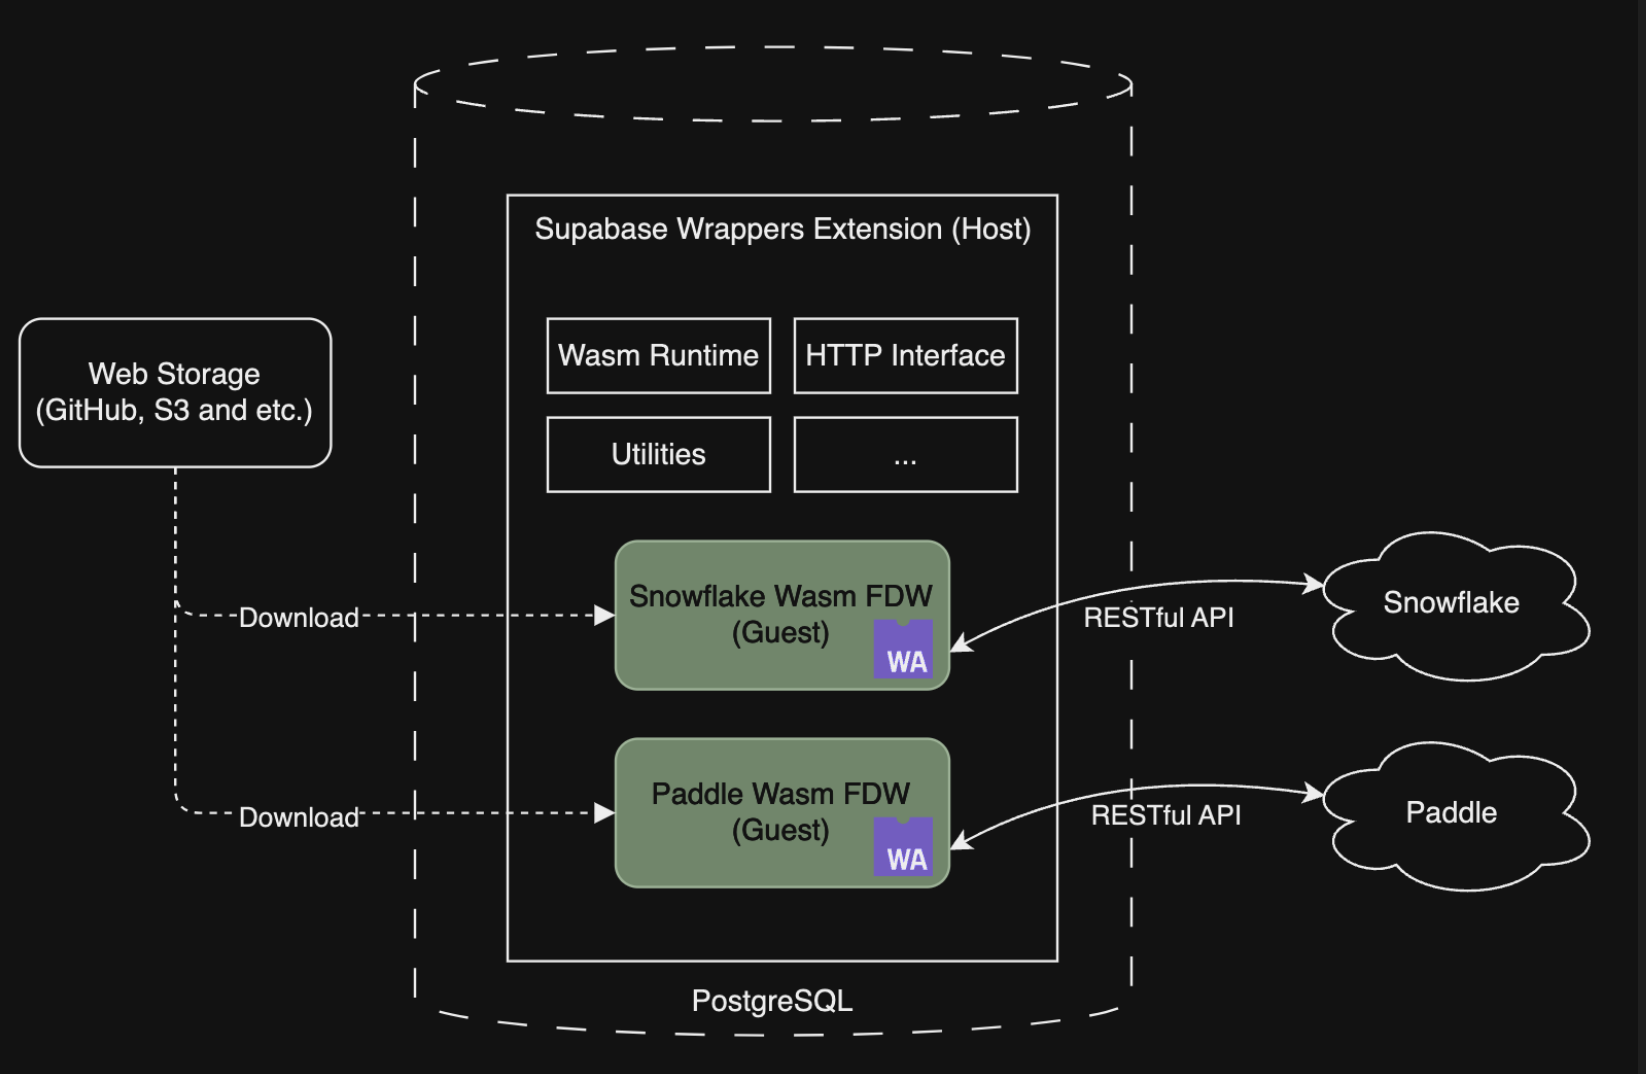 Supabase Wrappers Extension (Host)
Wasm Runtime
HTTP Interface
Utilities
...
Web Storage
(GitHub, S3 and etc.)
Download
Snowflake Wasm FDW
(Guest)
WA
RESTful API
Snowflake
Download
Paddle Wasm FDW
(Guest)
WA
RESTful API
Paddle
PostgreSQL